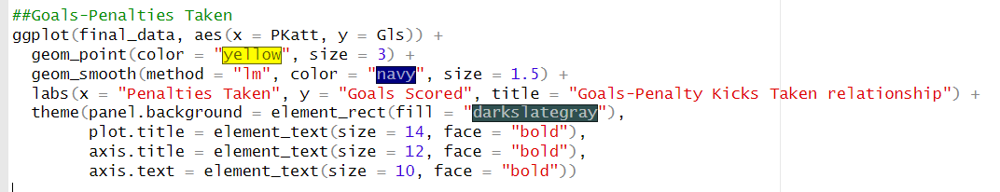 ##Goals-Penalties Taken
ggplot(final_data, aes(x = PKatt, y = Gls)) +
  geom_point(color = "yellow", size = 3) +
  geom_smooth(method = "lm", color = "navy", size = 1.5) +
  labs(x = "Penalties Taken", y = "Goals Scored", title = "Goals-Penalty Kicks Taken relationship") +
  theme(panel.background = element_rect(fill = "darkslategray"),
        plot.title = element_text(size = 14, face = "bold"),
        axis.title = element_text(size = 12, face = "bold"),
        axis.text = element_text(size = 10, face = "bold"))